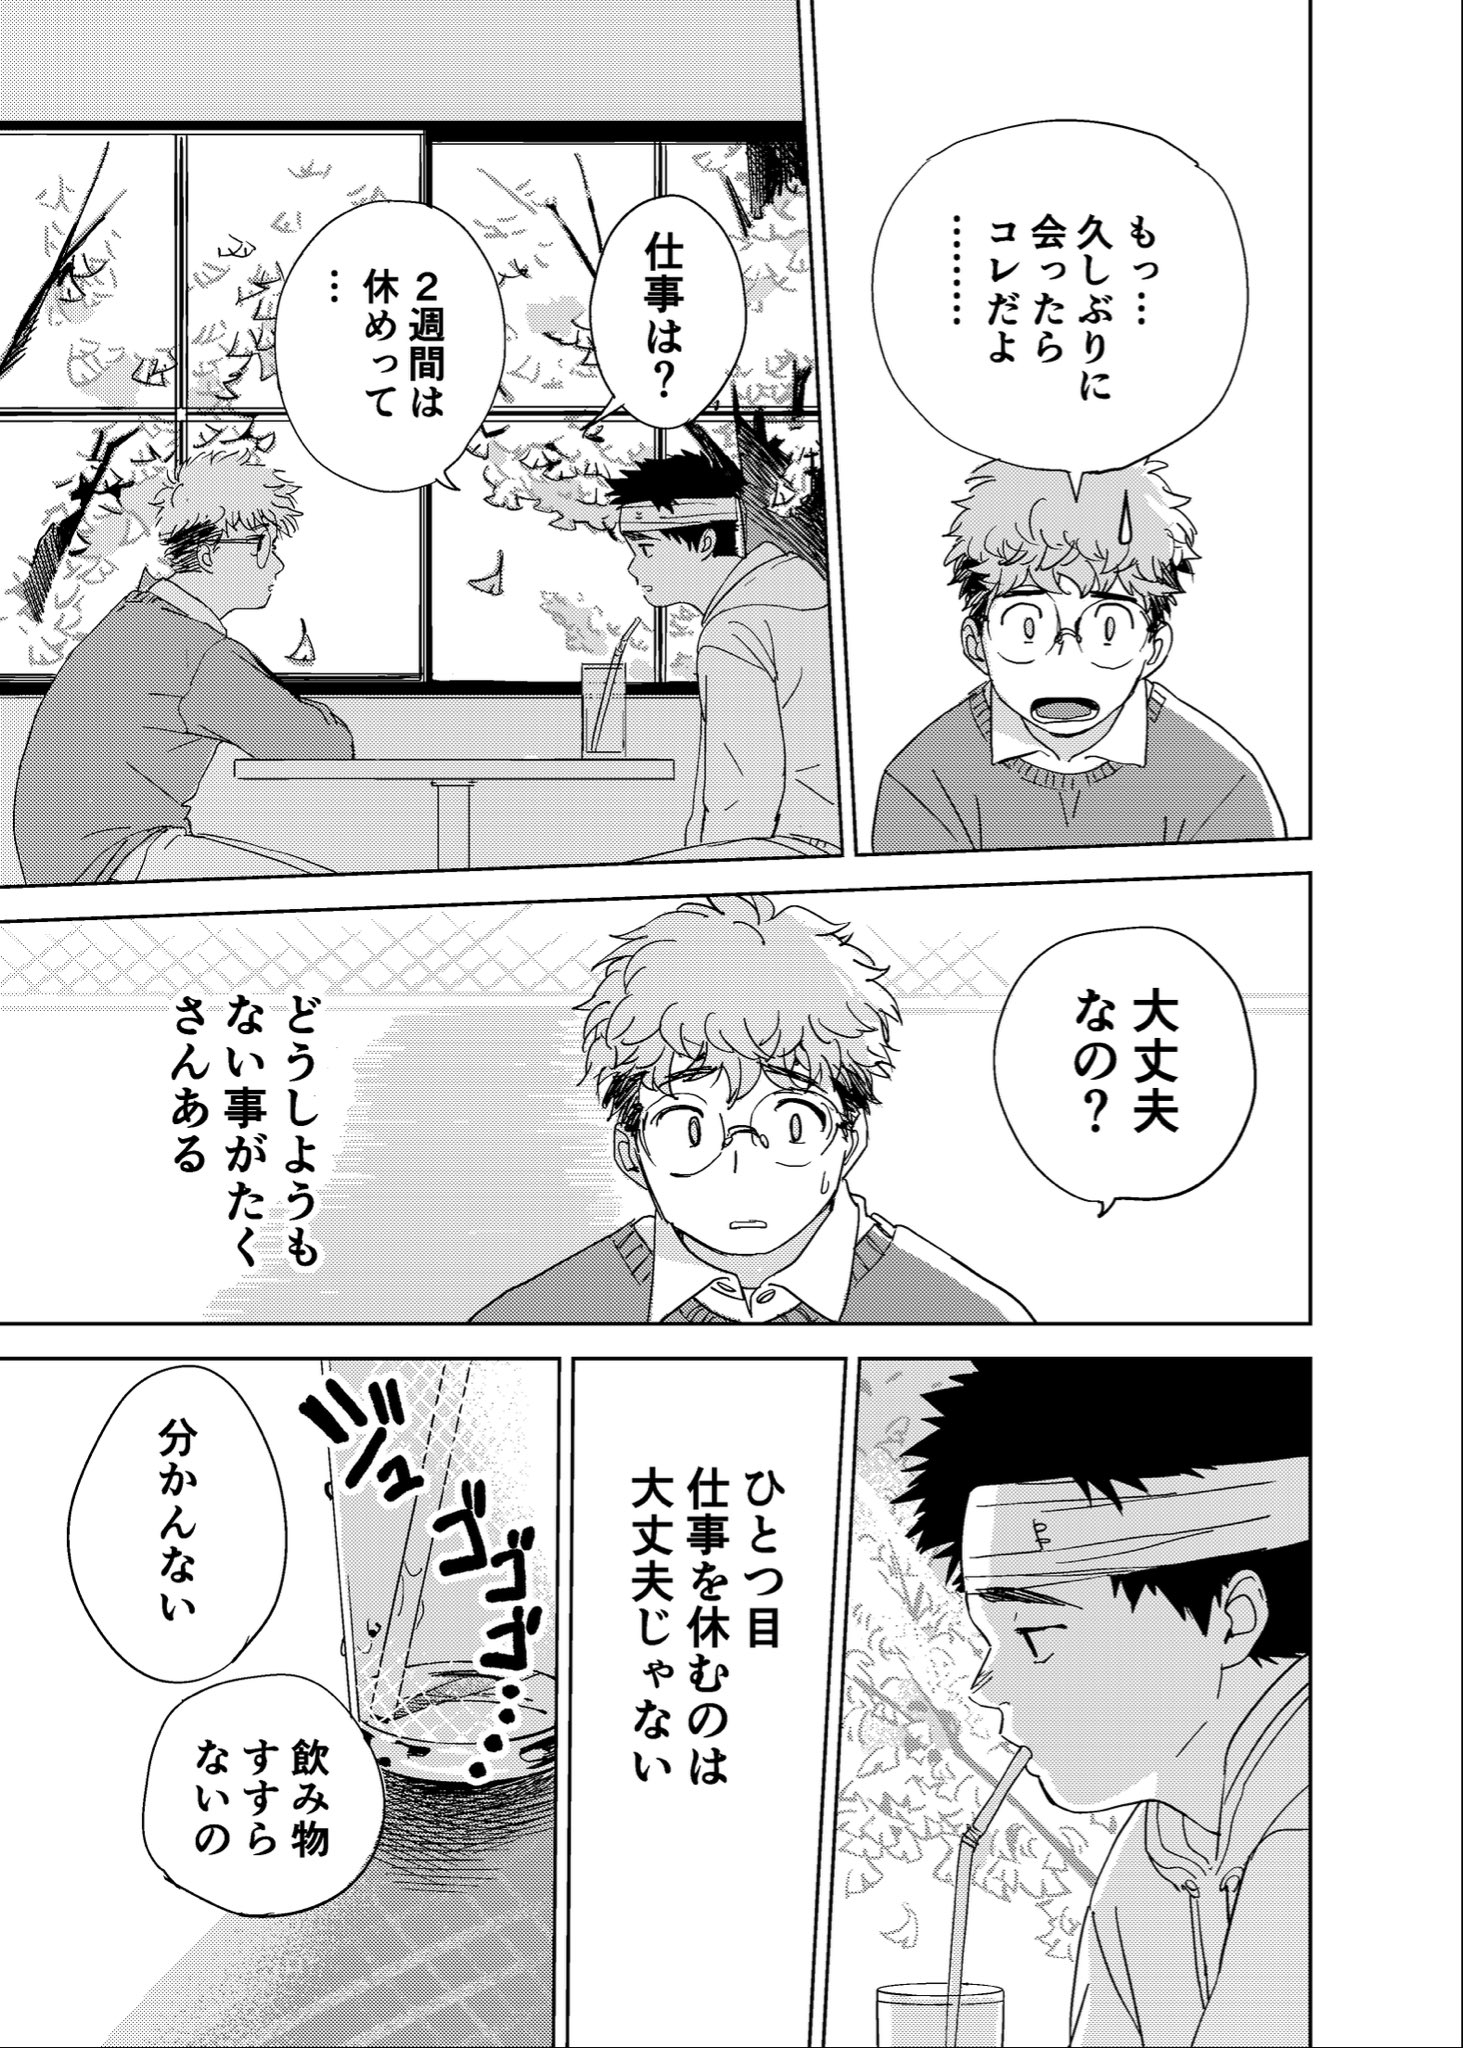 もっ…
久しぶりに
会ったら
コレだよ
………
仕事は？
２週間は
休めって
…
大丈夫
なの？
どうしようも
ない事がたく
さんある
ひとつ目
仕事を休むのは
大丈夫じゃない
ジュ
ゴゴゴ……
分かんない
飲み物
すすら
ないの